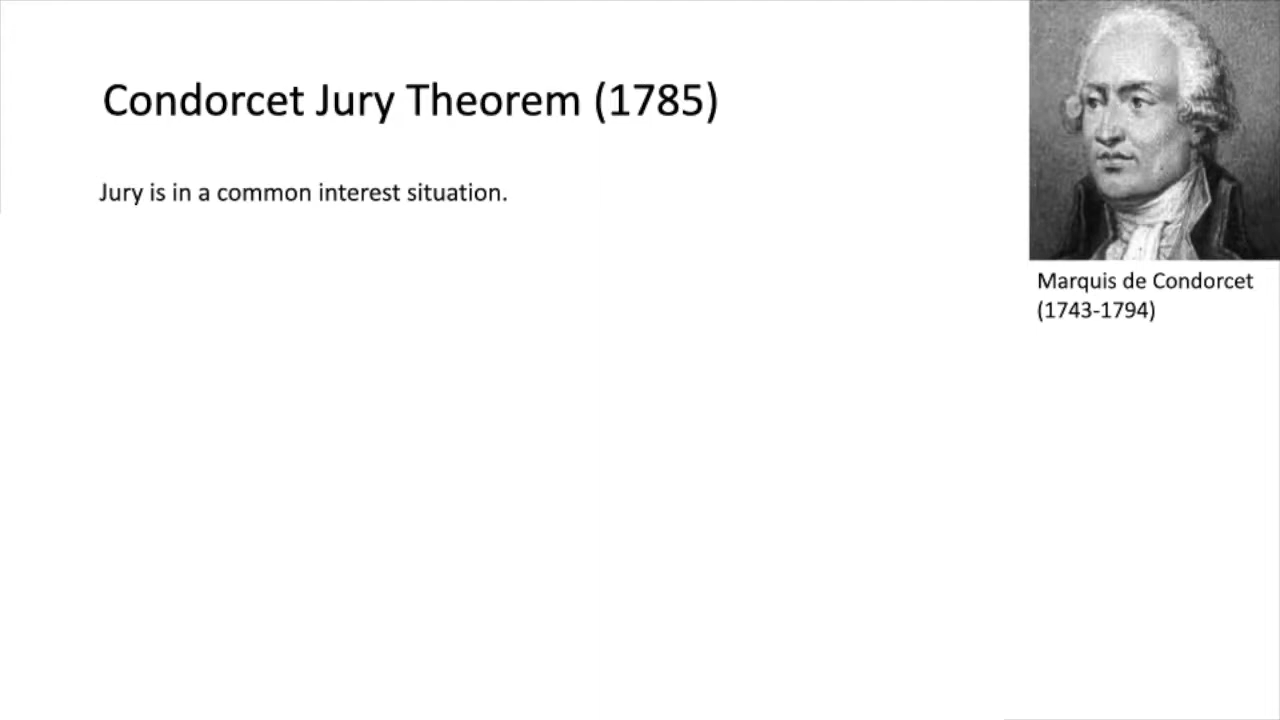 Condorcet Jury Theorem (1785)
Jury is in a common interest situation.
Marquis de Condorcet
(1743-1794)